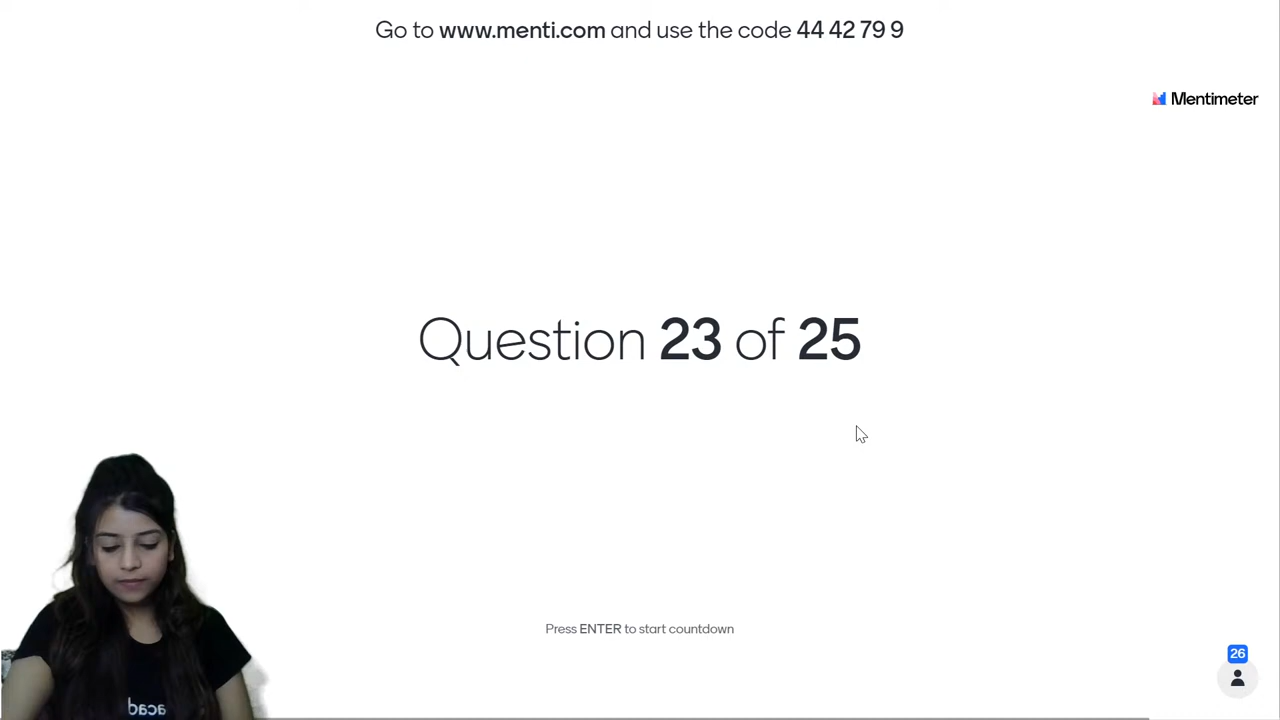 Go to www.menti.com and use the code 44 42 79 9
Mentimeter
Question 23 of 25
Press ENTER to start countdown
26
acad